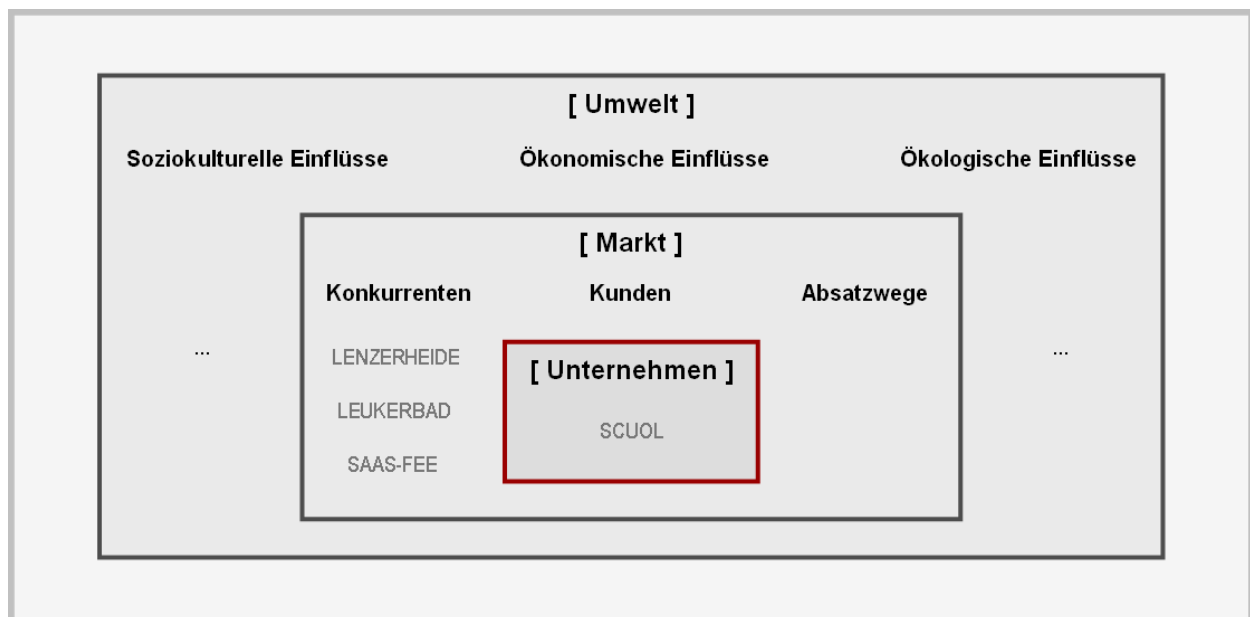 [ Umwelt ]
Soziokulturelle Einflüsse Ökonomische Einflüsse Ökologische Einflüsse
[ Markt ]
Konkurrenten Kunden Absatzwege
... LENZERHEIDE [ Unternehmen ] ...
LEUKERBAD SCUOL
SAAS-FEE